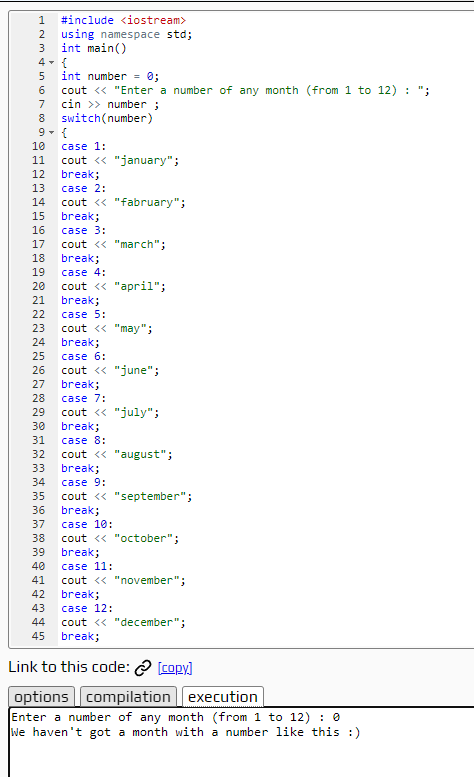 1 #include <iostream>
2 using namespace std;
3 int main()
4 {
5 int number = 0;
6 cout << "Enter a number of any month (from 1 to 12) : ";
7 cin >> number ;
8 switch(number)
9 {
10 case 1:
11 cout << "january";
12 break;
13 case 2:
14 cout << "fabruary";
15 break;
16 case 3:
17 cout << "march";
18 break;
19 case 4:
20 cout << "april";
21 break;
22 case 5:
23 cout << "may";
24 break;
25 case 6:
26 cout << "june";
27 break;
28 case 7:
29 cout << "july";
30 break;
31 case 8:
32 cout << "august";
33 break;
34 case 9:
35 cout << "september";
36 break;
37 case 10:
38 cout << "october";
39 break;
40 case 11:
41 cout << "november";
42 break;
43 case 12:
44 cout << "december";
45 break;
Link to this code: [copy]
options compilation execution
Enter a number of any month (from 1 to 12) : 0
We haven't got a month with a number like this :)